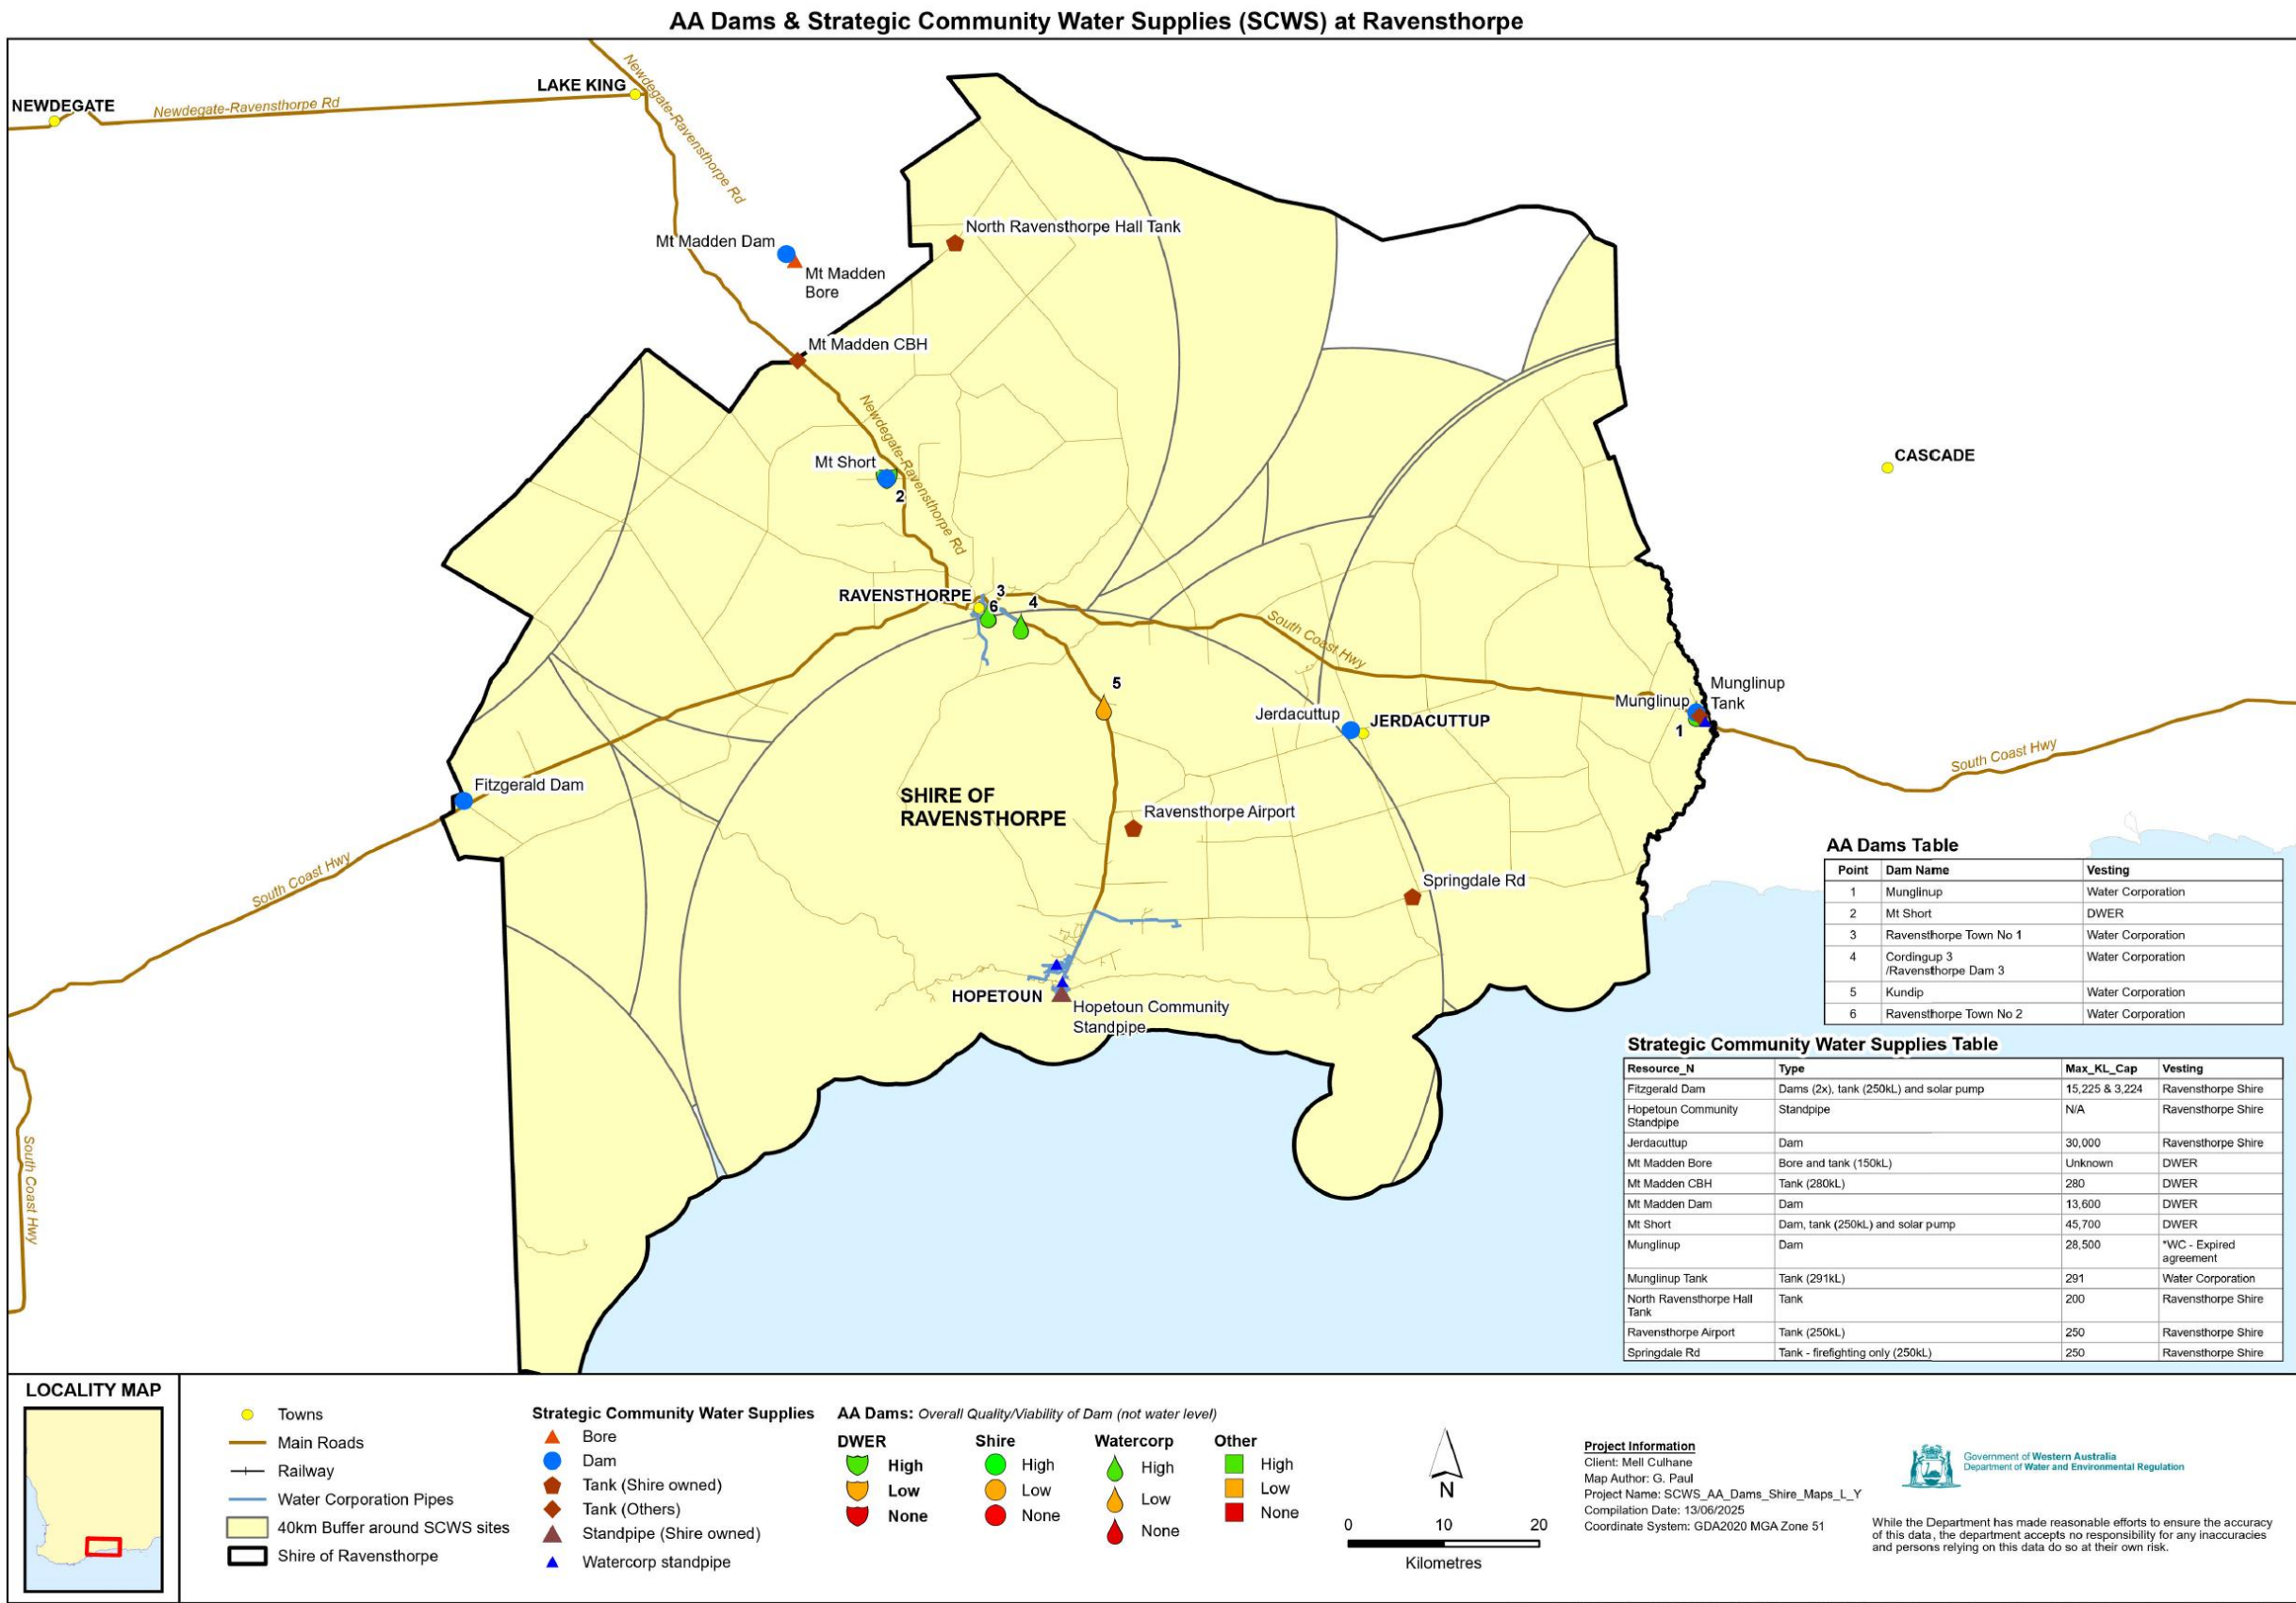 AA Dams & Strategic Community Water Supplies (SCWS) at Ravensthorpe
NEWDEGATE
Newdegate-Ravensthorpe Rd
LAKE KING
Newdegate-Ravensthorpe Rd
North Ravensthorpe Hall Tank
Mt Madden Dam
Mt Madden
Bore
Mt Madden CBH
Newdegate-Ravensthorpe Rd
Mt Short
2
CASCADE
RAVENSTHORPE
3
6
4
South Coast Hwy
5
Munglinup
Tank
Munglinup
1
Jerdacuttup
JERDACUTTUP
South Coast Hwy
Fitzgerald Dam
SHIRE OF
RAVENSTHORPE
Ravensthorpe Airport
South Coast Hwy
Springdale Rd
HOPETOUN
Hopetoun Community
Standpipe
South Coast Hwy
AA Dams Table
Point Dam Name Vesting
1 Munglinup Water Corporation
2 Mt Short DWER
3 Ravensthorpe Town No 1 Water Corporation
4 Cordingup 3 Water Corporation
/Ravensthorpe Dam 3
5 Kundip Water Corporation
6 Ravensthorpe Town No 2 Water Corporation
Strategic Community Water Supplies Table
Resource_N Type Max_KL_Cap Vesting
Fitzgerald Dam Dams (2x), tank (250kL) and solar pump 15,225 & 3,224 Ravensthorpe Shire
Hopetoun Community Standpipe N/A Ravensthorpe Shire
Standpipe
Jerdacuttup Dam 30,000 Ravensthorpe Shire
Mt Madden Bore Bore and tank (150kL) Unknown DWER
Mt Madden CBH Tank (280kL) 280 DWER
Mt Madden Dam Dam 13,600 DWER
Mt Short Dam, tank (250kL) and solar pump 45,700 DWER
Munglinup Dam 28,500 *WC - Expired
agreement
Munglinup Tank Tank (291kL) 291 Water Corporation
North Ravensthorpe Hall Tank 200 Ravensthorpe Shire
Tank
Ravensthorpe Airport Tank (250kL) 250 Ravensthorpe Shire
Springdale Rd Tank - firefighting only (250kL) 250 Ravensthorpe Shire
LOCALITY MAP
Towns
Main Roads
Railway
Water Corporation Pipes
40km Buffer around SCWS sites
Shire of Ravensthorpe
Strategic Community Water Supplies
Bore
Dam
Tank (Shire owned)
Tank (Others)
Standpipe (Shire owned)
Watercorp standpipe
AA Dams: Overall Quality/Viability of Dam (not water level)
DWER
High
Low
None
Shire
High
Low
None
Watercorp
High
Low
None
Other
High
Low
None
N
0 10 20
Kilometres
Project Information
Client: Mell Culhane
Map Author: G. Paul
Project Name: SCWS_AA_Dams_Shire_Maps_L_Y
Compilation Date: 13/06/2025
Coordinate System: GDA2020 MGA Zone 51
Government of Western Australia
Department of Water and Environmental Regulation
While the Department has made reasonable efforts to ensure the accuracy
of this data, the department accepts no responsibility for any inaccuracies
and persons relying on this data do so at their own risk.